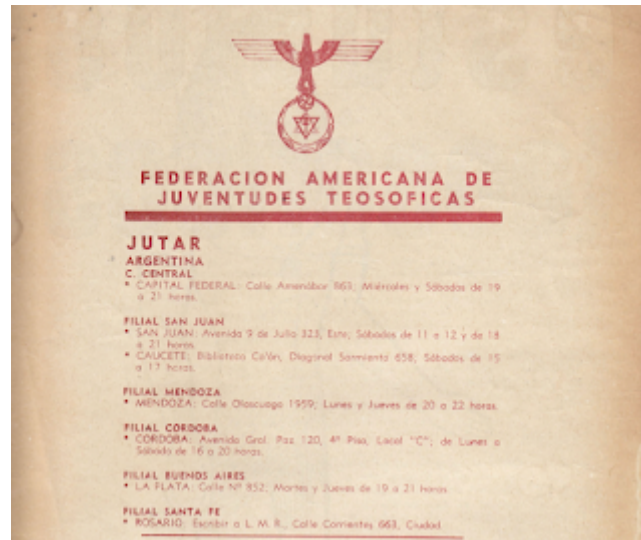 FEDERACION AMERICANA DE
JUVENTUDES TEOSOFICAS
JUTAR
ARGENTINA
C. CENTRAL
* CAPITAL FEDERAL: Calle Amenábar 863; Miércoles y Sábados de 19
a 21 horas.
FILIAL SAN JUAN
* SAN JUAN: Avenida 9 de Julio 323, Este; Sábados de 11 a 12 y de 18
a 21 horas.
* CAUCETE: Biblioteca Colón, Diagonal Sarmiento 658; Sábados de 15
a 17 horas.
FILIAL MENDOZA
* MENDOZA: Calle Olascuaga 1959; Lunes y Jueves de 20 a 22 horas.
FILIAL CORDOBA
* CORDOBA: Avenida Gral. Paz 120, 4º Piso, Local "C"; de Lunes a
Sábado de 16 a 20 horas.
FILIAL BUENOS AIRES
* LA PLATA: Calle Nº 852; Martes y Jueves de 19 a 21 horas.
FILIAL SANTA FE
* ROSARIO: Escribir a L. M. R., Calle Corrientes 663, Ciudad.